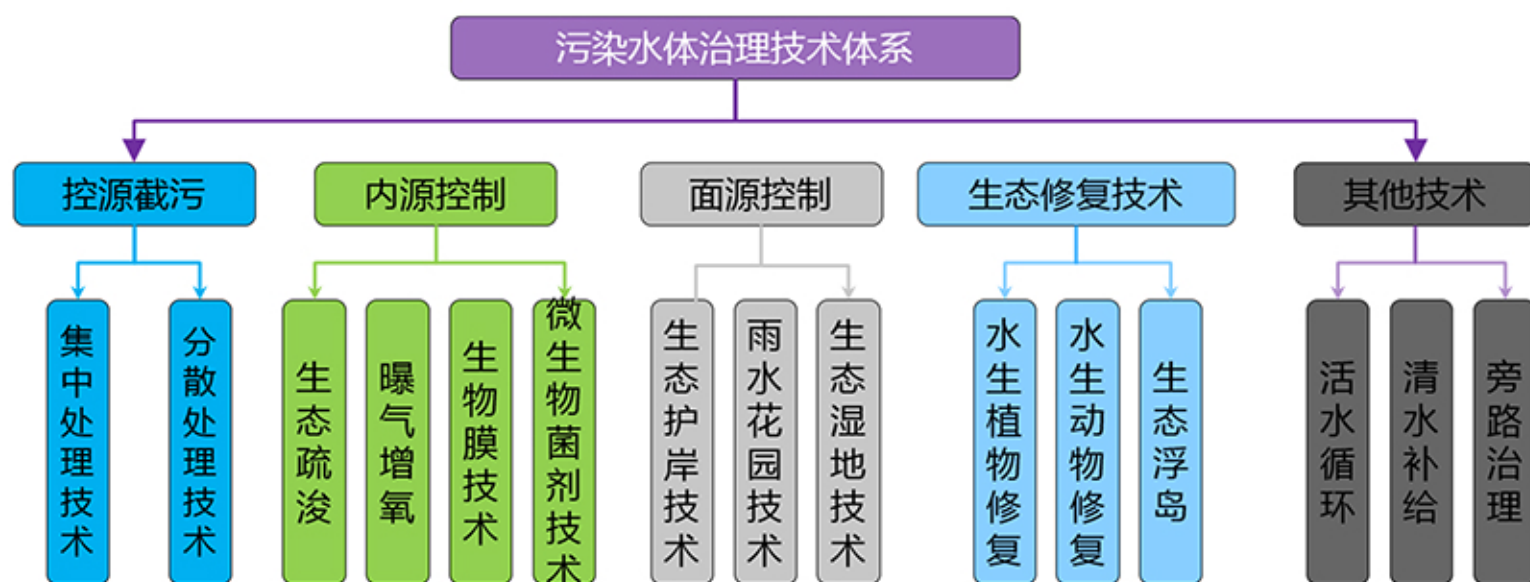 污染水体治理技术体系
控源截污
内源控制
面源控制
生态修复技术
其他技术
集中处理技术
分散处理技术
生态疏浚
曝气增氧
生物膜技术
微生物菌剂技术
生态护岸技术
雨水花园技术
生态湿地技术
水生植物修复
水生动物修复
生态浮岛
活水循环
清水补给
旁路治理